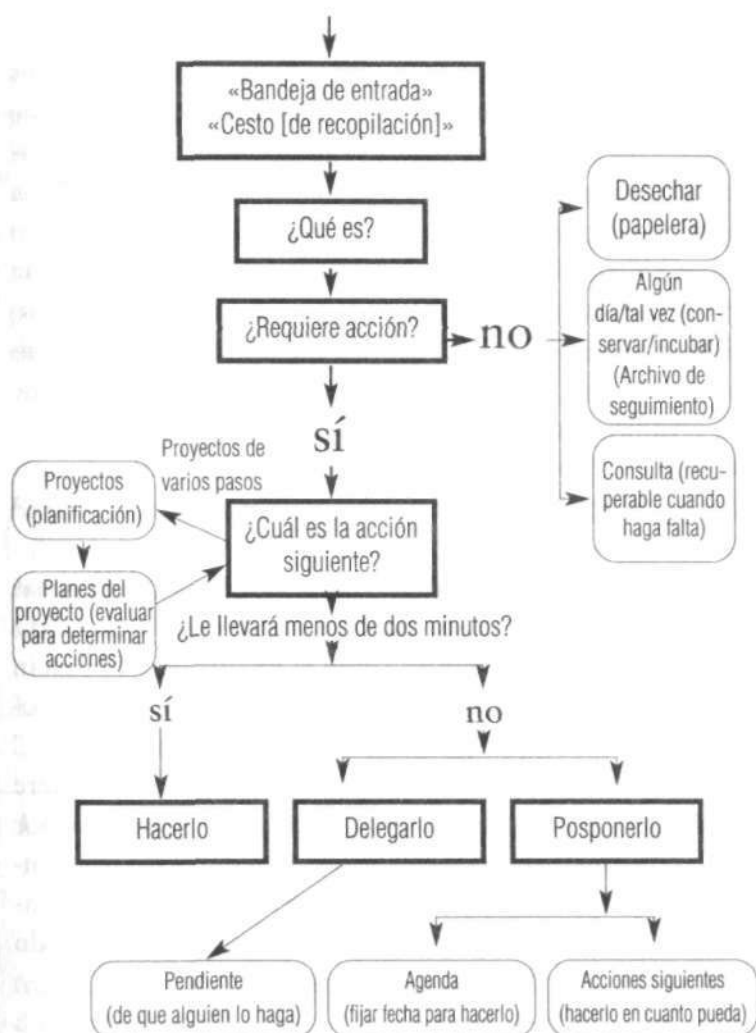 «Bandeja de entrada»
«Cesto [de recopilación]»
¿Qué es?
¿Requiere acción?
no
Desechar
(papelera)
Algún
día/tal vez (con-
servar/incubar)
(Archivo de
seguimiento)
Consulta (recu-
perable cuando
haga falta)
sí
Proyectos de
varios pasos
Proyectos
(planificación)
¿Cuál es la acción
siguiente?
Planes del
proyecto (evaluar
para determinar
acciones)
¿Le llevará menos de dos minutos?
sí
no
Hacerlo
Delegarlo
Posponerlo
Pendiente
(de que alguien lo haga)
Agenda
(fijar fecha para hacerlo)
Acciones siguientes
(hacerlo en cuanto pueda)